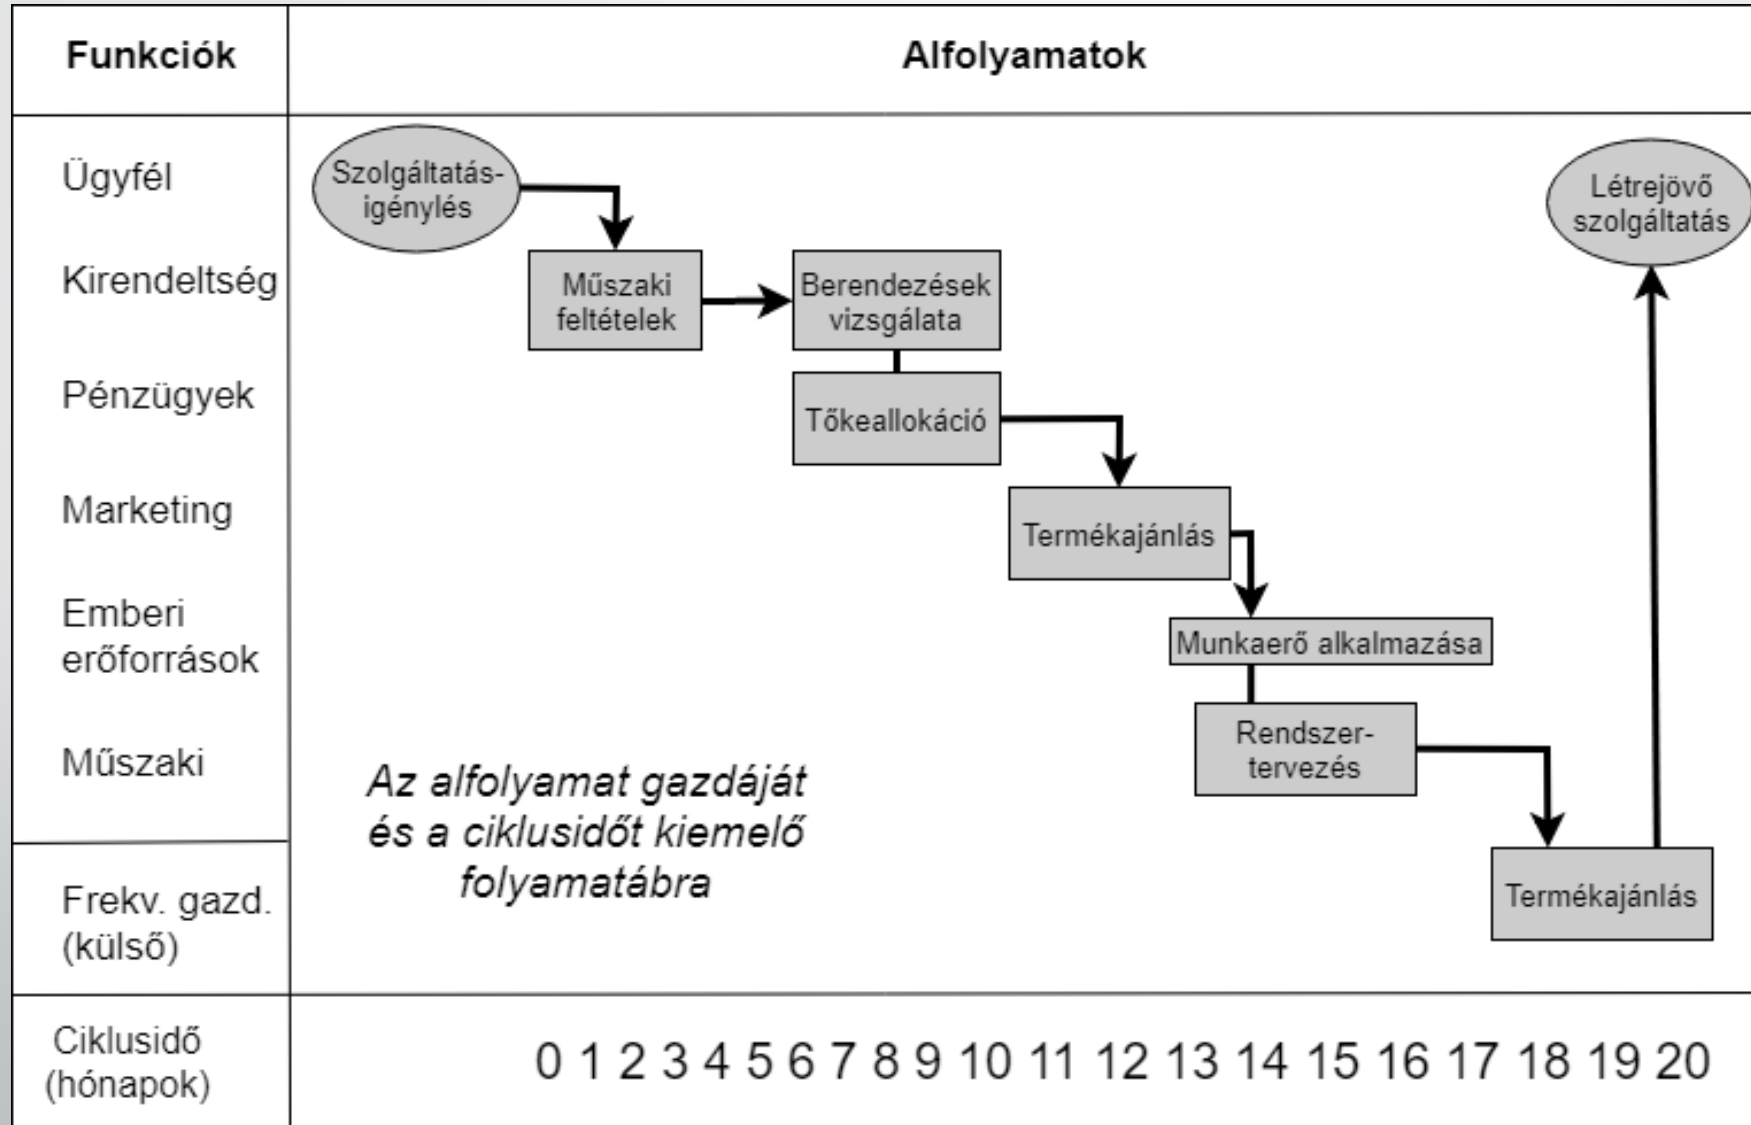 Funkciók
Alfolyamatok
Ügyfél
Szolgáltatás-
igénylés
Létrejövő
szolgáltatás
Kirendeltség
Műszaki
feltételek
Berendezések
vizsgálata
Pénzügyek
Tőkeallokáció
Marketing
Termékajánlás
Emberi
erőforrások
Munkaerő alkalmazása
Műszaki
Rendszer-
tervezés
Az alfolyamat gazdáját
és a ciklusidőt kiemelő
folyamatábra
Frekv. gazd.
(külső)
Termékajánlás
Ciklusidő
(hónapok)
0 1 2 3 4 5 6 7 8 9 10 11 12 13 14 15 16 17 18 19 20